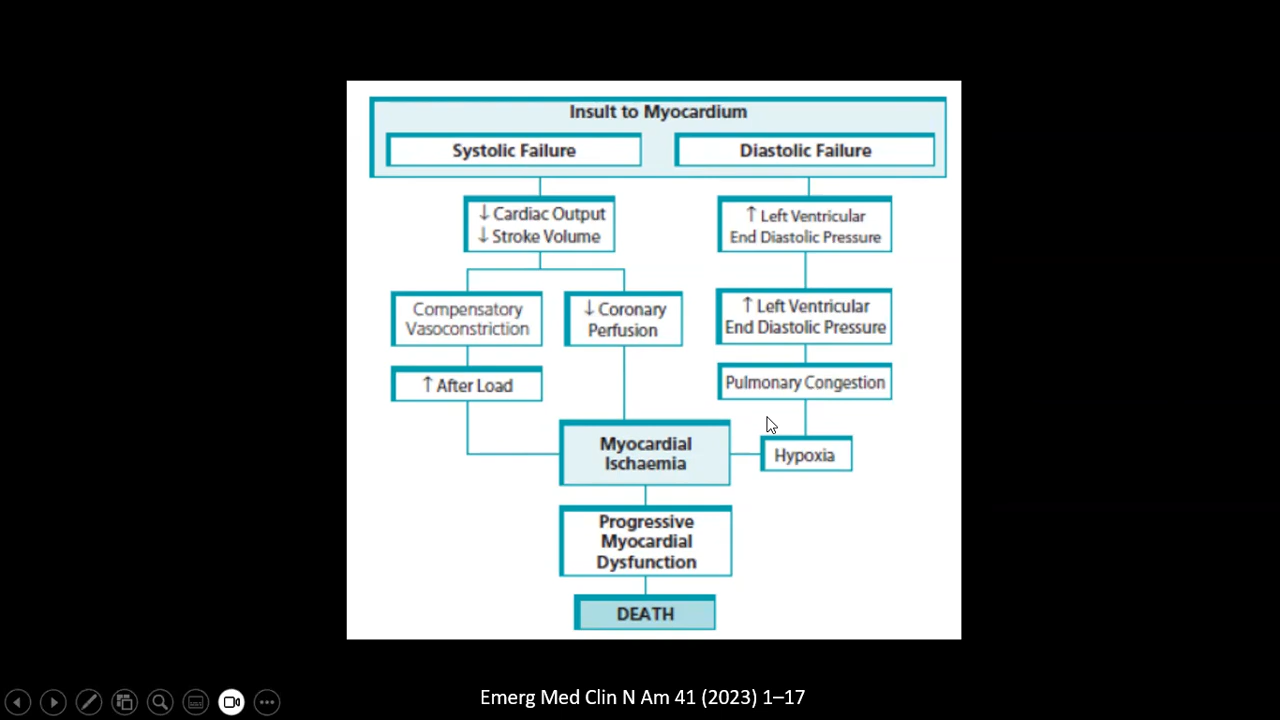 Insult to Myocardium
Systolic Failure
Diastolic Failure
↓ Cardiac Output
↓ Stroke Volume
↑ Left Ventricular
End Diastolic Pressure
Compensatory
Vasoconstriction
↓ Coronary
Perfusion
↑ Left Ventricular
End Diastolic Pressure
↑ After Load
Pulmonary Congestion
Myocardial
Ischaemia
Hypoxia
Progressive
Myocardial
Dysfunction
DEATH
Emerg Med Clin N Am 41 (2023) 1–17